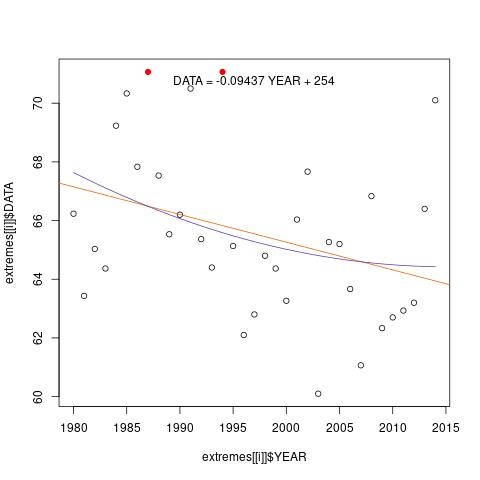 DATA = -0.09437 YEAR + 254
extremes[[i]]$DATA
70
68
66
64
62
60
1980 1985 1990 1995 2000 2005 2010 2015
extremes[[i]]$YEAR